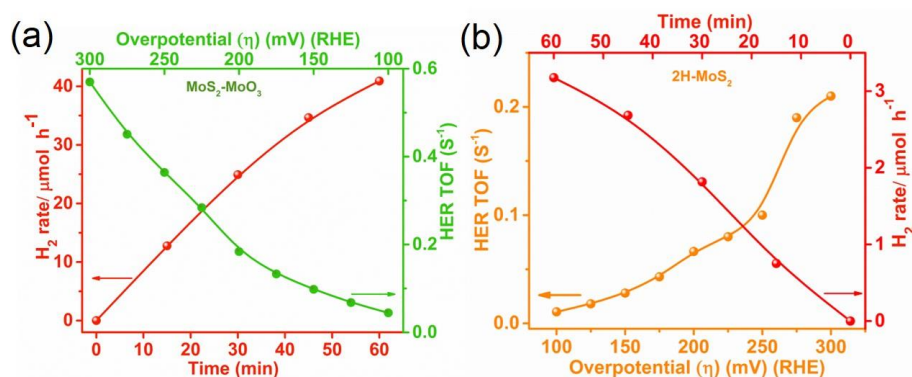 (a)
Overpotential (η) (mV) (RHE)
300 250 200 150 100
MoS₂-MoO₃
H₂ rate/ μmol h⁻¹
40
30
20
10
0
0.6
0.4
0.2
0.0
HER TOF (S⁻¹)
0 10 20 30 40 50 60
Time (min)
(b)
Time (min)
60 50 40 30 20 10 0
2H-MoS₂
HER TOF (S⁻¹)
0.2
0.1
0.0
3
2
1
0
H₂ rate/ μmol h⁻¹
100 150 200 250 300
Overpotential (η) (mV) (RHE)